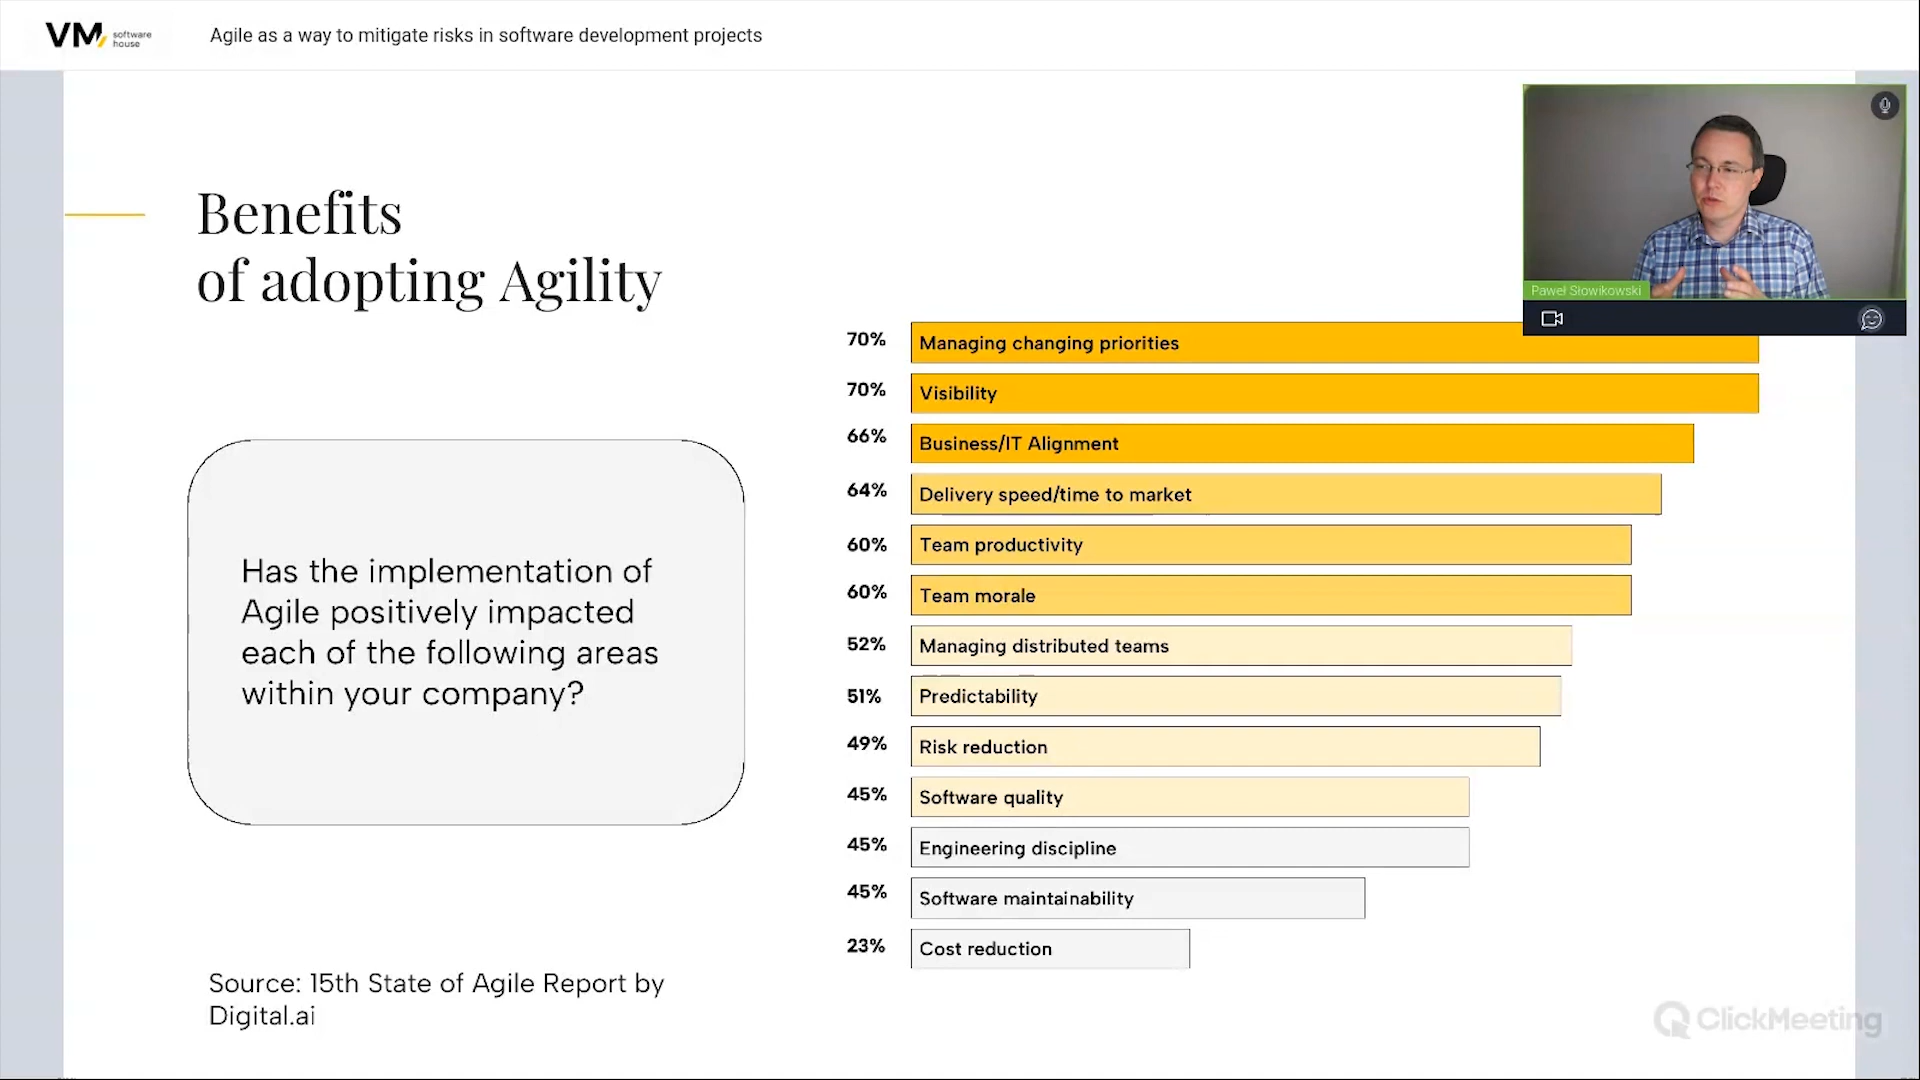 VM software house
Agile as a way to mitigate risks in software development projects
Paweł Słowikowski
Benefits
of adopting Agility
Has the implementation of
Agile positively impacted
each of the following areas
within your company?
70% Managing changing priorities
70% Visibility
66% Business/IT Alignment
64% Delivery speed/time to market
60% Team productivity
60% Team morale
52% Managing distributed teams
51% Predictability
49% Risk reduction
45% Software quality
45% Engineering discipline
45% Software maintainability
23% Cost reduction
Source: 15th State of Agile Report by
Digital.ai
ClickMeeting